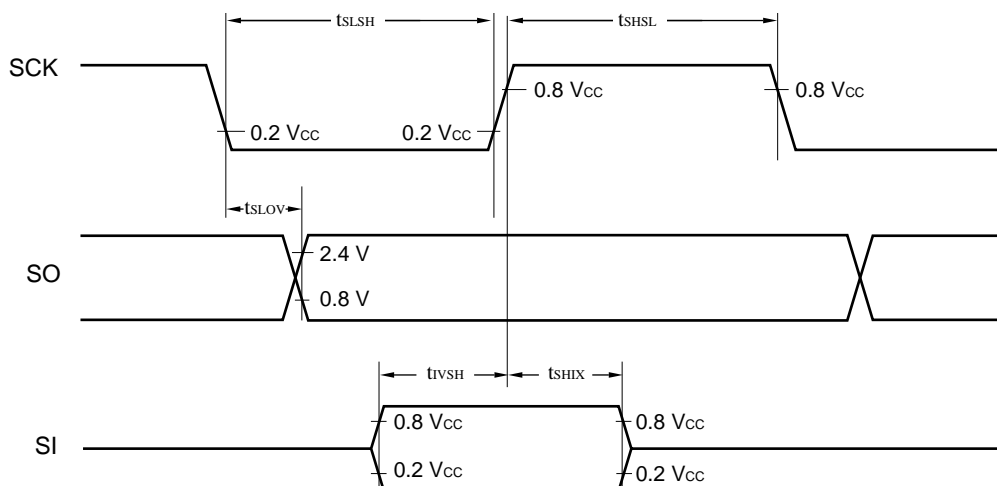 tSLSH tSHSL
SCK
0.8 VCC 0.8 VCC
0.2 VCC 0.2 VCC
tSLOV
SO
2.4 V
0.8 V
tIVSH tSHIX
SI
0.8 VCC 0.8 VCC
0.2 VCC 0.2 VCC